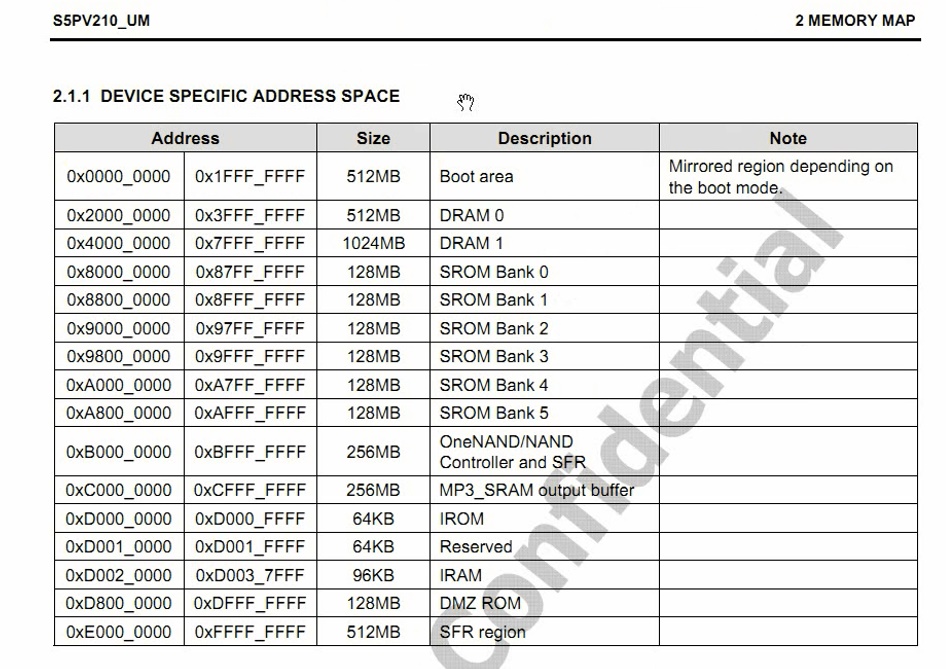 S5PV210_UM 2 MEMORY MAP
2.1.1 DEVICE SPECIFIC ADDRESS SPACE
Address Size Description Note
0x0000_0000 0x1FFF_FFFF 512MB Boot area Mirrored region depending on
the boot mode.
0x2000_0000 0x3FFF_FFFF 512MB DRAM 0
0x4000_0000 0x7FFF_FFFF 1024MB DRAM 1
0x8000_0000 0x87FF_FFFF 128MB SROM Bank 0
0x8800_0000 0x8FFF_FFFF 128MB SROM Bank 1
0x9000_0000 0x97FF_FFFF 128MB SROM Bank 2
0x9800_0000 0x9FFF_FFFF 128MB SROM Bank 3
0xA000_0000 0xA7FF_FFFF 128MB SROM Bank 4
0xA800_0000 0xAFFF_FFFF 128MB SROM Bank 5
0xB000_0000 0xBFFF_FFFF 256MB OneNAND/NAND
Controller and SFR
0xC000_0000 0xCFFF_FFFF 256MB MP3_SRAM output buffer
0xD000_0000 0xD000_FFFF 64KB IROM
0xD001_0000 0xD001_FFFF 64KB Reserved
0xD002_0000 0xD003_7FFF 96KB IRAM
0xD800_0000 0xDFFF_FFFF 128MB DMZ ROM
0xE000_0000 0xFFFF_FFFF 512MB SFR region
Confidential